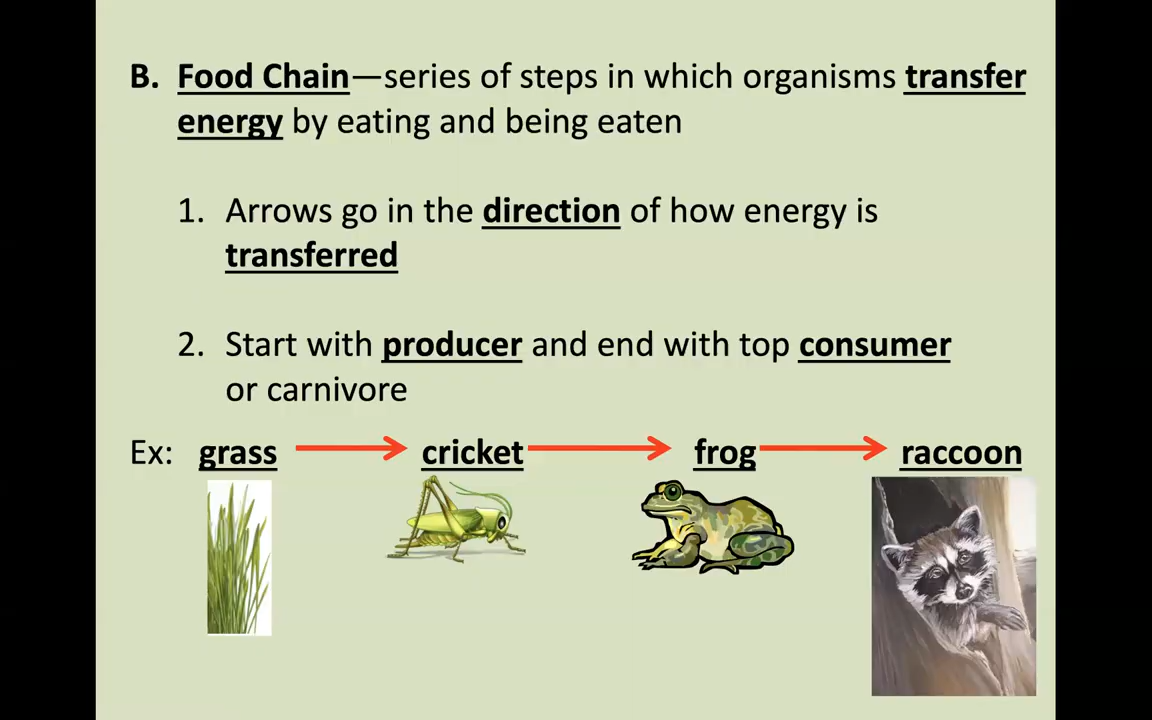 B. Food Chain—series of steps in which organisms transfer
energy by eating and being eaten
1. Arrows go in the direction of how energy is
transferred
2. Start with producer and end with top consumer
or carnivore
Ex: grass cricket frog raccoon